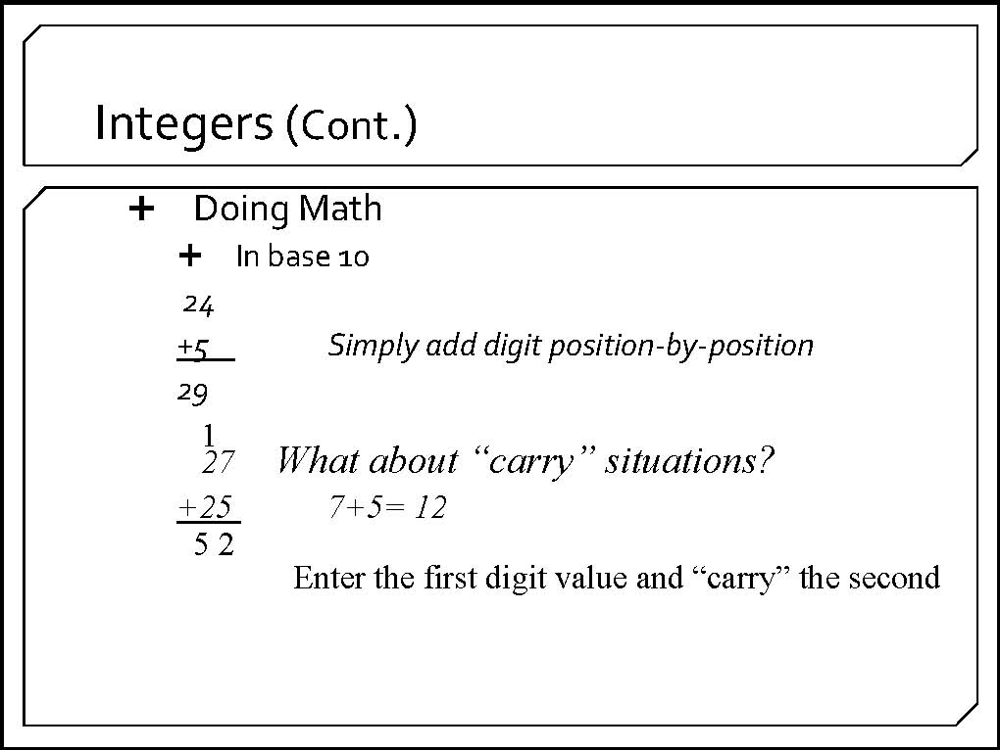 Integers (Cont.)
+ Doing Math
+ In base 10
24
+5 Simply add digit position-by-position
29
1
27 What about “carry” situations?
+25 7+5= 12
5 2
Enter the first digit value and “carry” the second